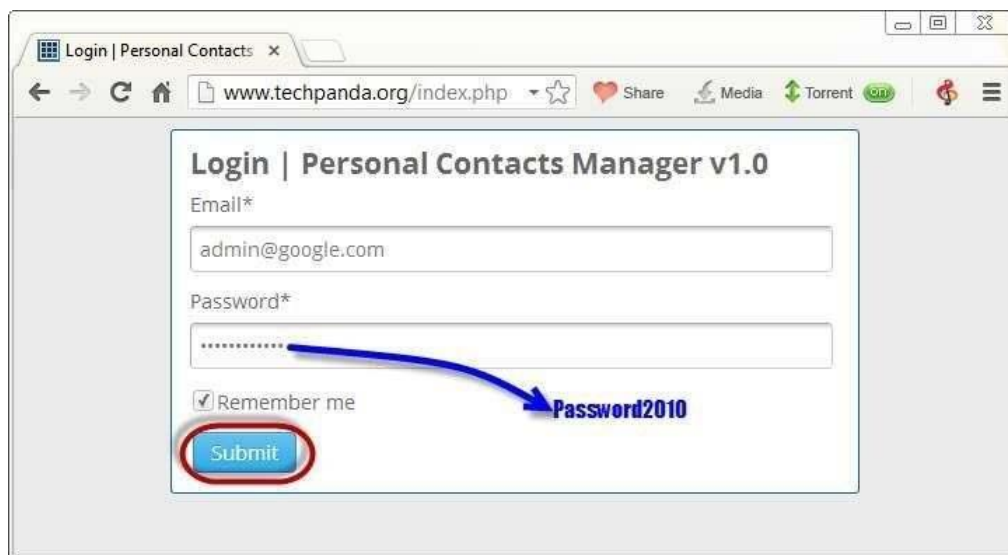 Login | Personal Contacts
www.techpanda.org/index.php
Share
Media
Torrent
on
Login | Personal Contacts Manager v1.0
Email*
admin@google.com
Password*
••••••••••••
Password2010
Remember me
Submit